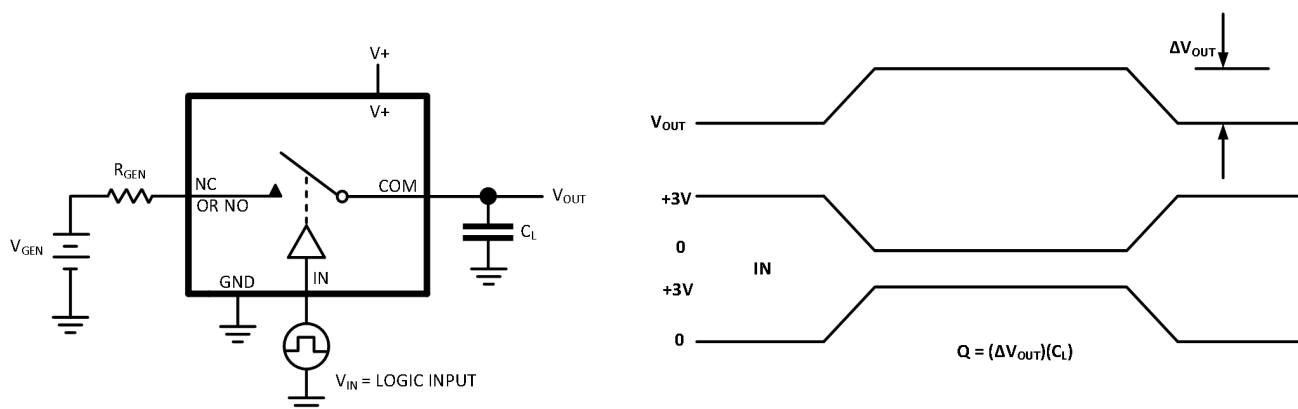 V+
V+
R_GEN
NC
OR NO
COM
V_OUT
V_GEN
C_L
GND
IN
V_IN = LOGIC INPUT
ΔV_OUT
V_OUT
+3V
0
IN
+3V
0
Q = (ΔV_OUT)(C_L)